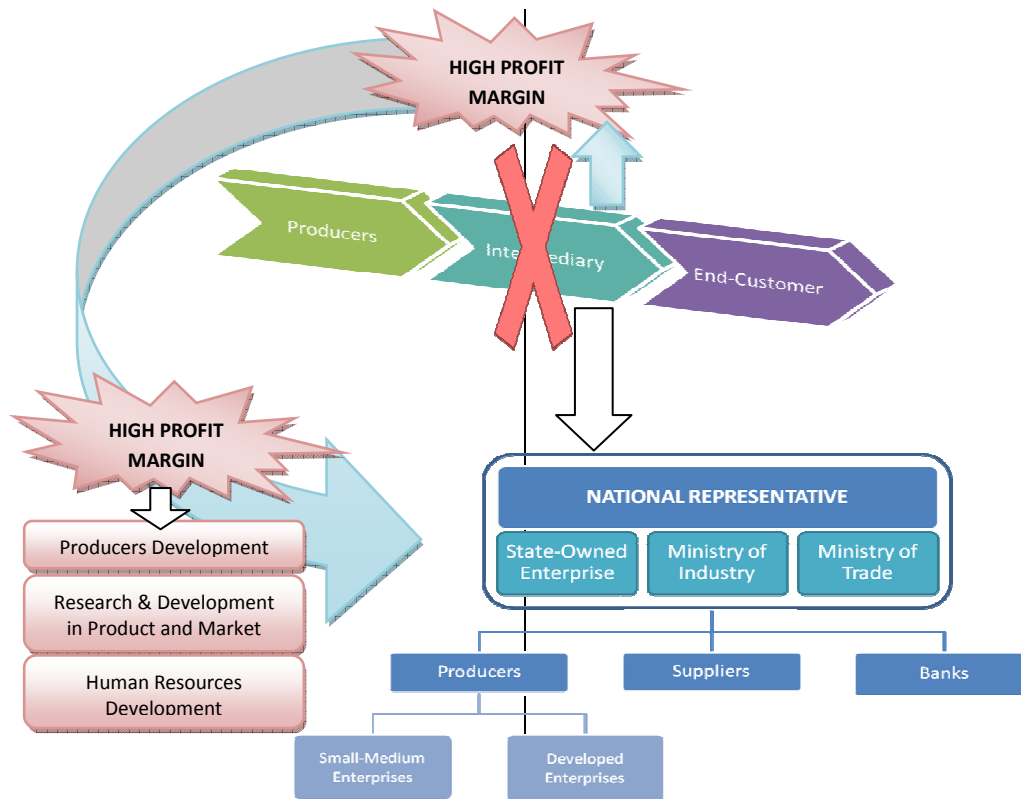 HIGH PROFIT
MARGIN
Producers
Intermediary
End-Customer
HIGH PROFIT
MARGIN
Producers Development
Research & Development
in Product and Market
Human Resources
Development
NATIONAL REPRESENTATIVE
State-Owned
Enterprise
Ministry of
Industry
Ministry of
Trade
Producers
Suppliers
Banks
Small-Medium
Enterprises
Developed
Enterprises